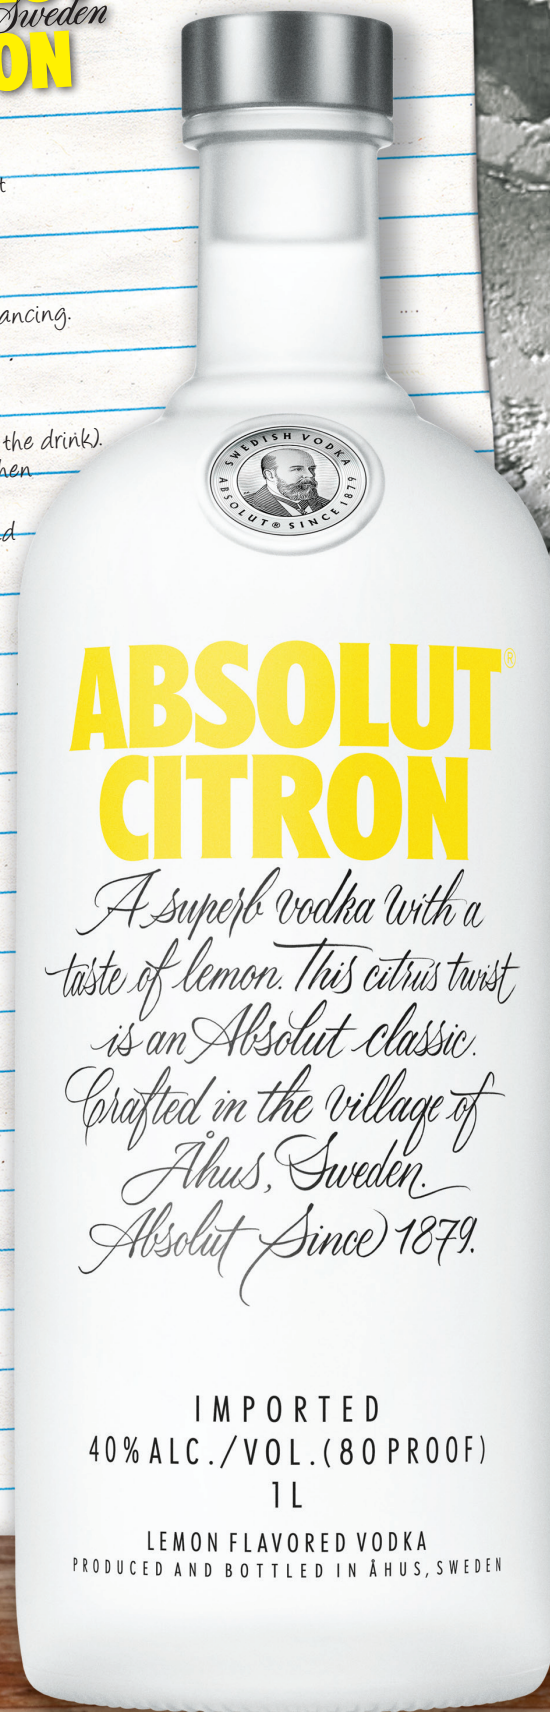 Sweden
ON
t
ancing.
the drink).
hen
d
SWEDISH VODKA
ABSOLUT® SINCE 1879
ABSOLUT®
CITRON
A superb vodka with a
taste of lemon. This citrus twist
is an Absolut classic.
Crafted in the village of
Åhus, Sweden.
Absolut Since 1879.
IMPORTED
40% ALC./VOL. (80 PROOF)
1L
LEMON FLAVORED VODKA
PRODUCED AND BOTTLED IN ÅHUS, SWEDEN